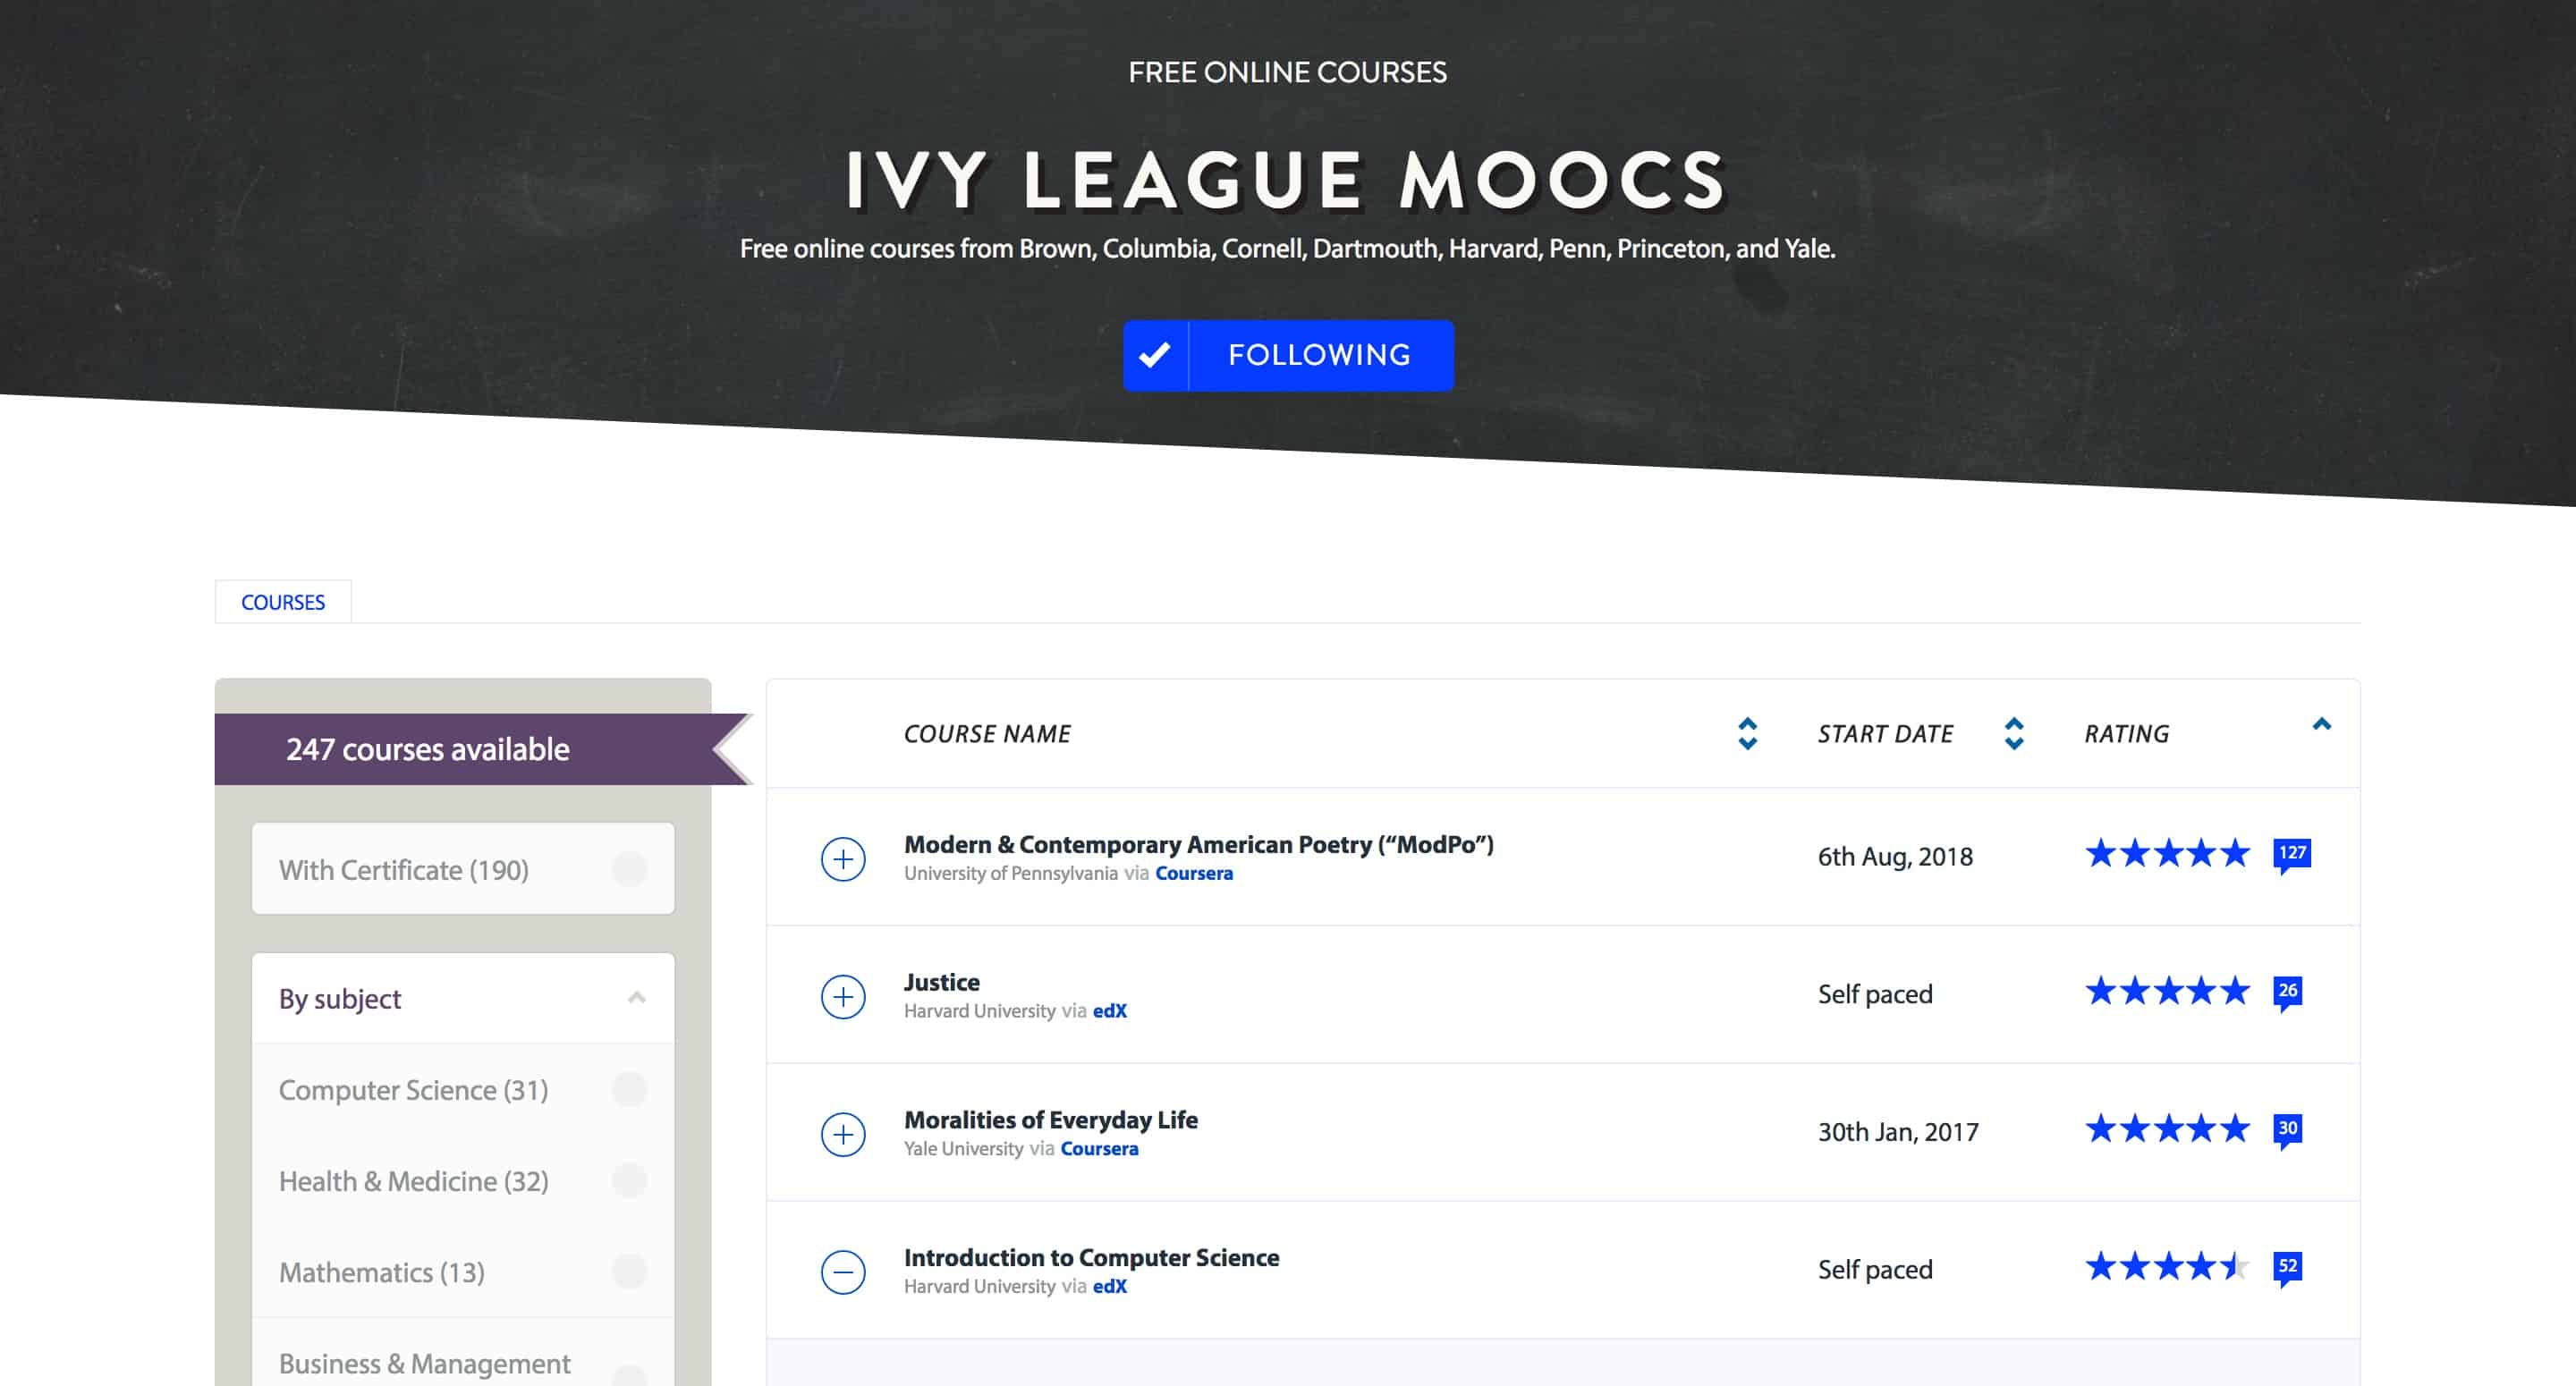 FREE ONLINE COURSES
IVY LEAGUE MOOCS
Free online courses from Brown, Columbia, Cornell, Dartmouth, Harvard, Penn, Princeton, and Yale.
FOLLOWING
COURSES
247 courses available
With Certificate (190)
By subject
Computer Science (31)
Health & Medicine (32)
Mathematics (13)
Business & Management
COURSE NAME START DATE RATING
Modern & Contemporary American Poetry (“ModPo”)
University of Pennsylvania via Coursera
6th Aug, 2018
127
Justice
Harvard University via edX
Self paced
26
Moralities of Everyday Life
Yale University via Coursera
30th Jan, 2017
30
Introduction to Computer Science
Harvard University via edX
Self paced
52